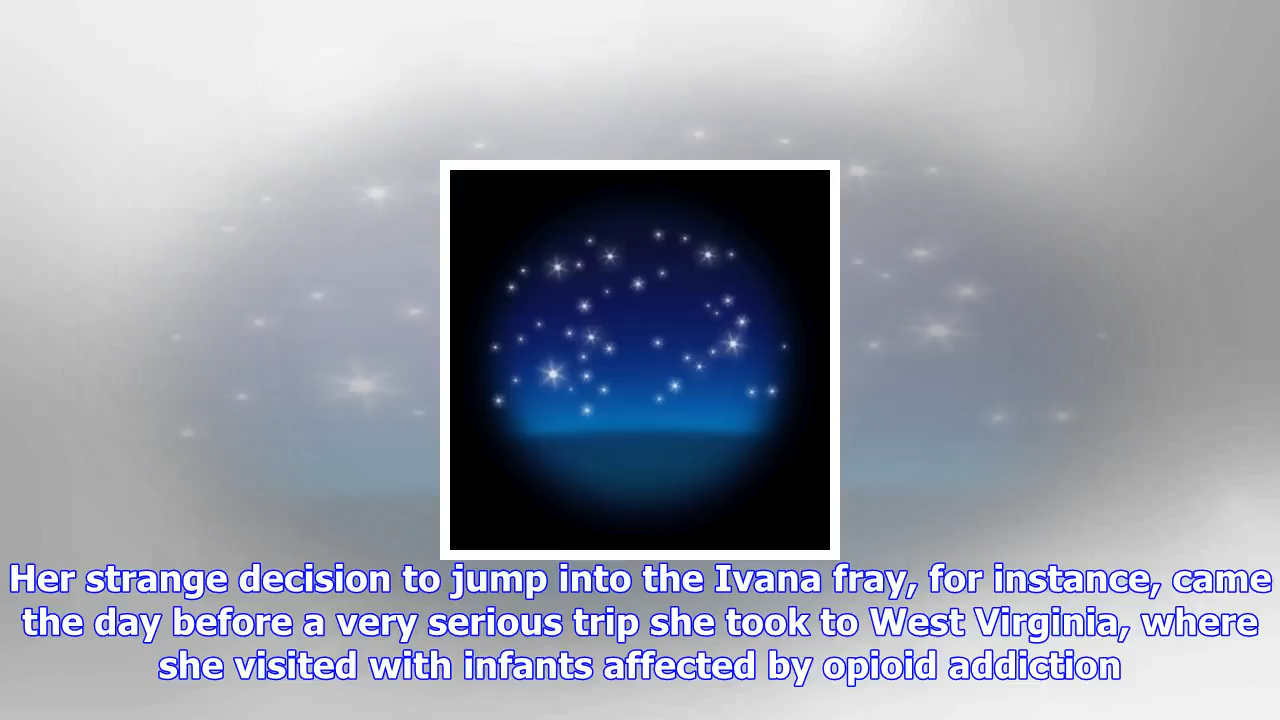 Her strange decision to jump into the Ivana fray, for instance, came
the day before a very serious trip she took to West Virginia, where
she visited with infants affected by opioid addiction